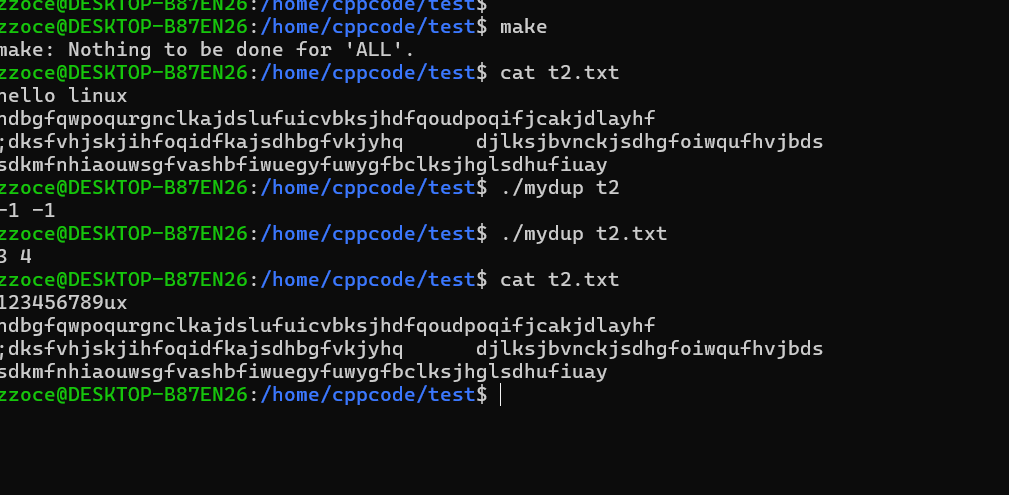 zzoce@DESKTOP-B87EN26:/home/cppcode/test$
zzoce@DESKTOP-B87EN26:/home/cppcode/test$ make
make: Nothing to be done for 'ALL'.
zzoce@DESKTOP-B87EN26:/home/cppcode/test$ cat t2.txt
hello linux
ndbgfqwpoqurgnclkajdslufuicvbksjhdfqoudpoqifjcakjdlayhf
;dksfvhjskjihfoqidfkajsdhbgfvkjyhq      djlksjbvnckjsdhgfoiwqufhvjbds
sdkmfnhiaouwsgfvashbfiwuegyfuwygfbclksjhglsdhufiuay
zzoce@DESKTOP-B87EN26:/home/cppcode/test$ ./mydup t2
-1 -1
zzoce@DESKTOP-B87EN26:/home/cppcode/test$ ./mydup t2.txt
3 4
zzoce@DESKTOP-B87EN26:/home/cppcode/test$ cat t2.txt
123456789ux
ndbgfqwpoqurgnclkajdslufuicvbksjhdfqoudpoqifjcakjdlayhf
;dksfvhjskjihfoqidfkajsdhbgfvkjyhq      djlksjbvnckjsdhgfoiwqufhvjbds
sdkmfnhiaouwsgfvashbfiwuegyfuwygfbclksjhglsdhufiuay
zzoce@DESKTOP-B87EN26:/home/cppcode/test$